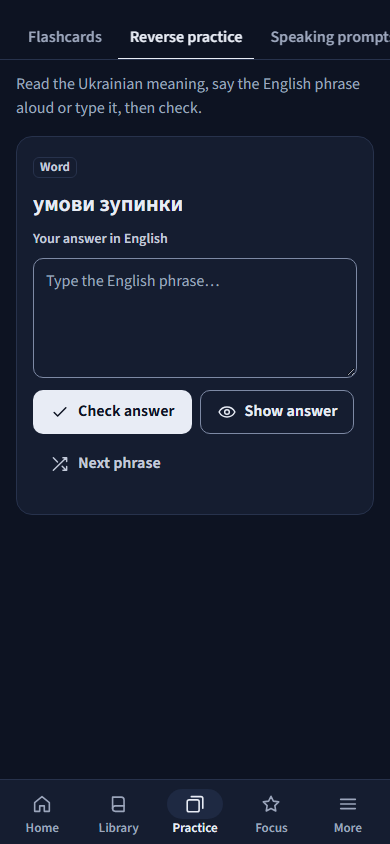 Flashcards Reverse practice Speaking prompts
Read the Ukrainian meaning, say the English phrase
aloud or type it, then check.
Word
умови зупинки
Your answer in English
Type the English phrase…
Check answer Show answer
Next phrase
Home Library Practice Focus More